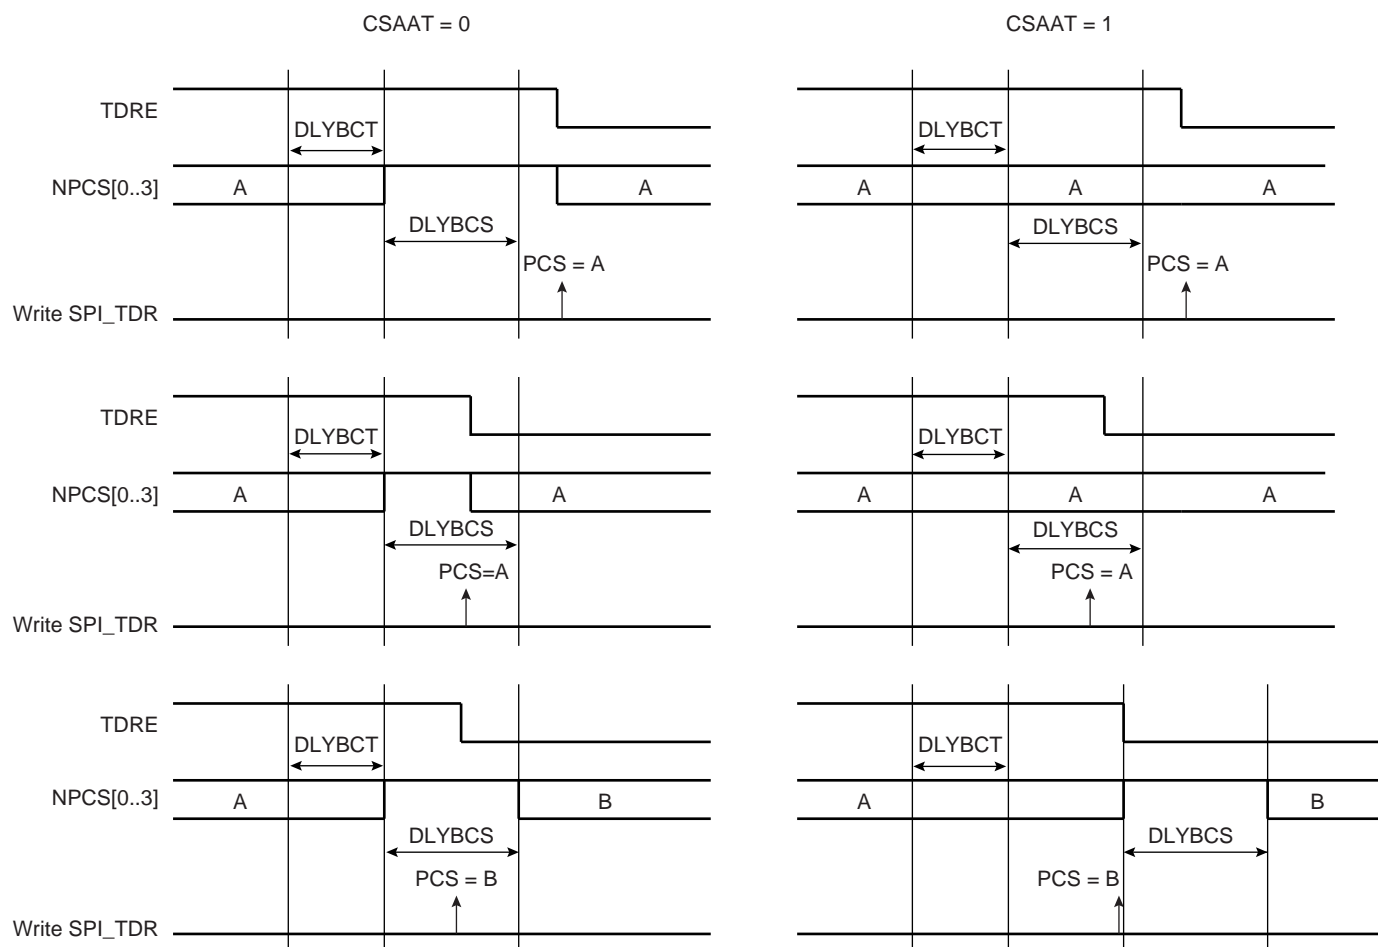 CSAAT = 0
CSAAT = 1
TDRE
DLYBCT
DLYBCT
NPCS[0..3]
A
A
A
A
A
DLYBCS
DLYBCS
PCS = A
PCS = A
Write SPI_TDR
TDRE
DLYBCT
DLYBCT
NPCS[0..3]
A
A
A
A
A
DLYBCS
DLYBCS
PCS=A
PCS = A
Write SPI_TDR
TDRE
DLYBCT
DLYBCT
NPCS[0..3]
A
B
A
B
DLYBCS
DLYBCS
PCS = B
PCS = B
Write SPI_TDR